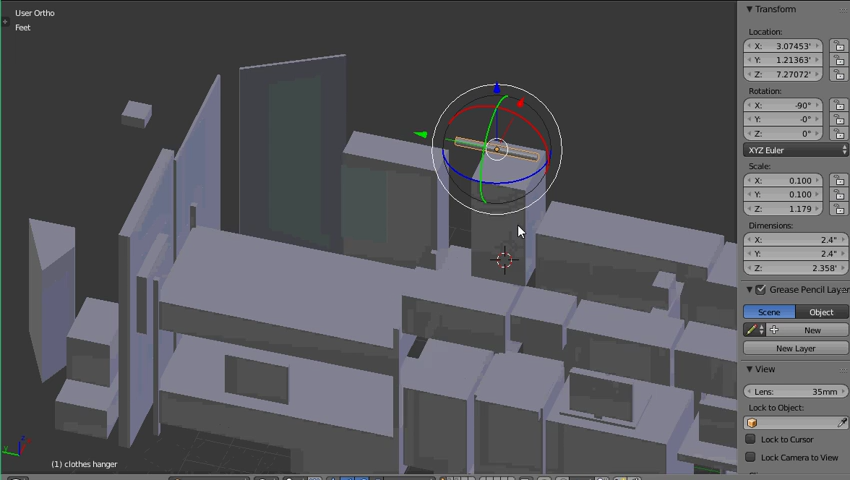 User Ortho
Feet
(1) clothes hanger
Transform
Location:
X: 3.07453'
Y: 1.21363'
Z: 7.27072'
Rotation:
X: -90°
Y: -0°
Z: 0°
XYZ Euler
Scale:
X: 0.100
Y: 0.100
Z: 1.179
Dimensions:
X: 2.4"
Y: 2.4"
Z: 2.358'
Grease Pencil Layer
Scene Object
New
New Layer
View
Lens: 35mm
Lock to Object:
Lock to Cursor
Lock Camera to View